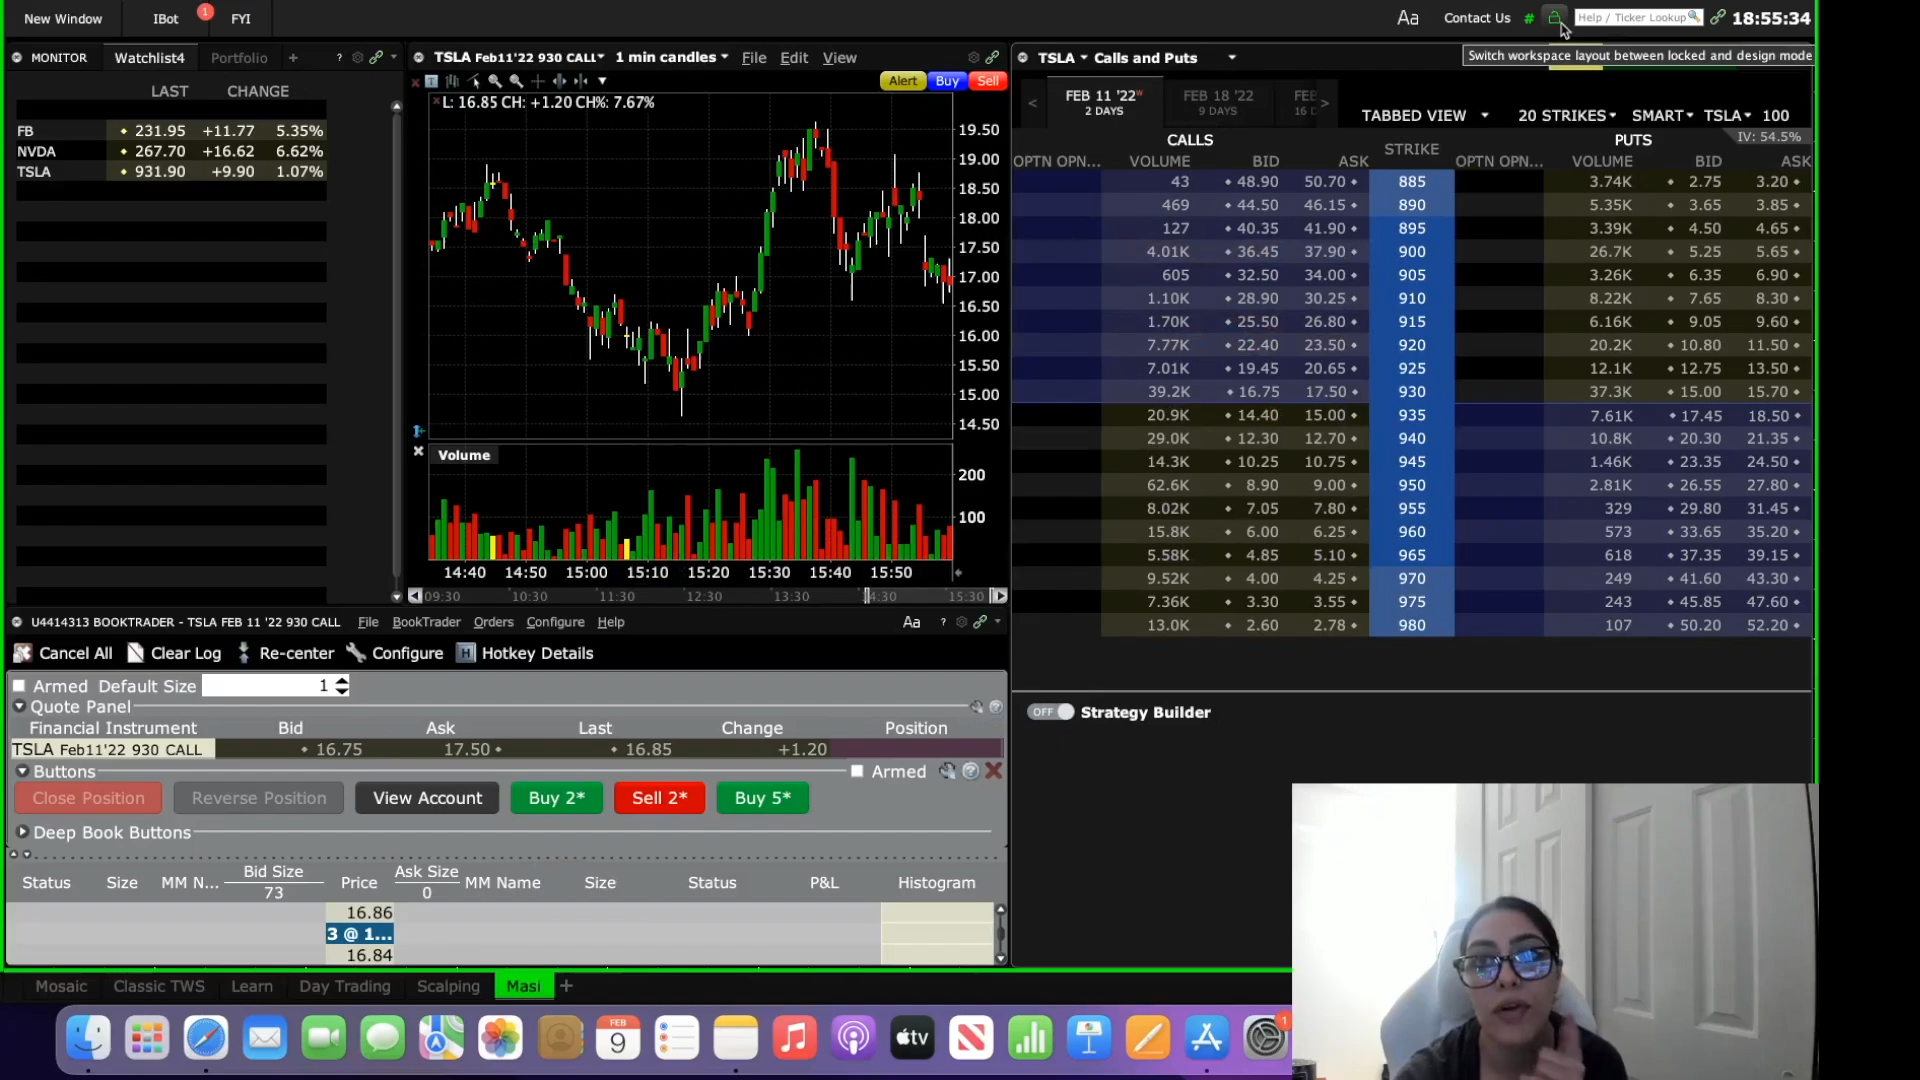 New Window IBot 1 FYI Aa Contact Us # Help / Ticker Lookup 18:55:34
Switch workspace layout between locked and design mode
MONITOR Watchlist4 Portfolio + ?
LAST CHANGE
FB 231.95 +11.77 5.35%
NVDA 267.70 +16.62 6.62%
TSLA 931.90 +9.90 1.07%
TSLA Feb11'22 930 CALL 1 min candles File Edit View
Alert Buy Sell
L: 16.85 CH: +1.20 CH%: 7.67%
19.50
19.00
18.50
18.00
17.50
17.00
16.50
16.00
15.50
15.00
14.50
Volume
200
100
14:40 14:50 15:00 15:10 15:20 15:30 15:40 15:50
09:30 10:30 11:30 12:30 13:30 14:30 15:30
TSLA Calls and Puts
< FEB 11 '22W FEB 18 '22 FEB >
2 DAYS 9 DAYS 16 D
TABBED VIEW 20 STRIKES SMART TSLA 100
IV: 54.5%
CALLS STRIKE PUTS
OPTN OPN... VOLUME BID ASK OPTN OPN... VOLUME BID ASK
43 48.90 50.70 885 3.74K 2.75 3.20
469 44.50 46.15 890 5.35K 3.65 3.85
127 40.35 41.90 895 3.39K 4.50 4.65
4.01K 36.45 37.90 900 26.7K 5.25 5.65
605 32.50 34.00 905 3.26K 6.35 6.90
1.10K 28.90 30.25 910 8.22K 7.65 8.30
1.70K 25.50 26.80 915 6.16K 9.05 9.60
7.77K 22.40 23.50 920 20.2K 10.80 11.50
7.01K 19.45 20.65 925 12.1K 12.75 13.50
39.2K 16.75 17.50 930 37.3K 15.00 15.70
20.9K 14.40 15.00 935 7.61K 17.45 18.50
29.0K 12.30 12.70 940 10.8K 20.30 21.35
14.3K 10.25 10.75 945 1.46K 23.35 24.50
62.6K 8.90 9.00 950 2.81K 26.55 27.80
8.02K 7.05 7.80 955 329 29.80 31.45
15.8K 6.00 6.25 960 573 33.65 35.20
5.58K 4.85 5.10 965 618 37.35 39.15
9.52K 4.00 4.25 970 249 41.60 43.30
7.36K 3.30 3.55 975 243 45.85 47.60
13.0K 2.60 2.78 980 107 50.20 52.20
OFF Strategy Builder
U4414313 BOOKTRADER - TSLA FEB 11 '22 930 CALL File BookTrader Orders Configure Help Aa ?
Cancel All Clear Log Re-center Configure H Hotkey Details
Armed Default Size 1
Quote Panel
Financial Instrument Bid Ask Last Change Position
TSLA Feb11'22 930 CALL 16.75 17.50 16.85 +1.20
Buttons Armed
Close Position Reverse Position View Account Buy 2* Sell 2* Buy 5*
Deep Book Buttons
Status Size MM N... Bid Size Price Ask Size MM Name Size Status P&L Histogram
73 0
16.86
3 @ 1...
16.84
Mosaic Classic TWS Learn Day Trading Scalping Masi +
FEB
9
tv
1